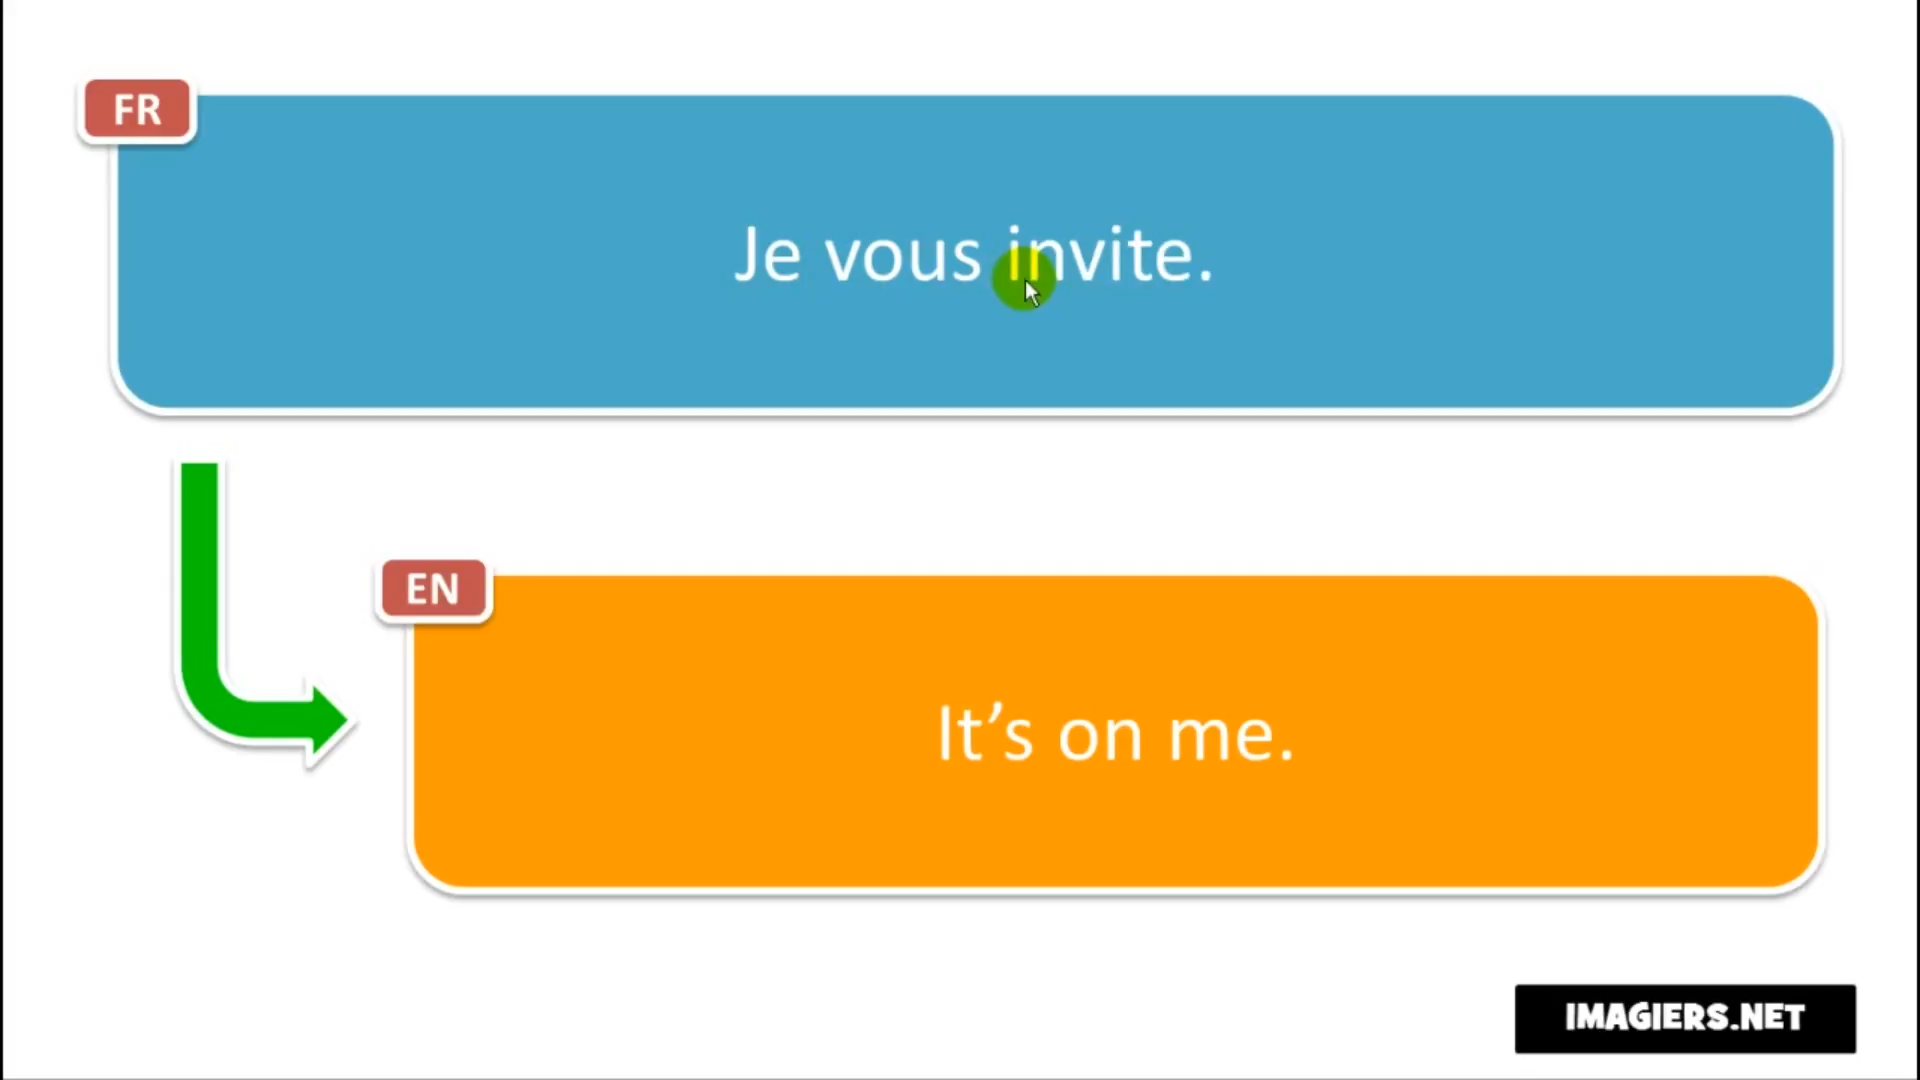 FR
Je vous invite.
EN
It’s on me.
IMAGIERS.NET